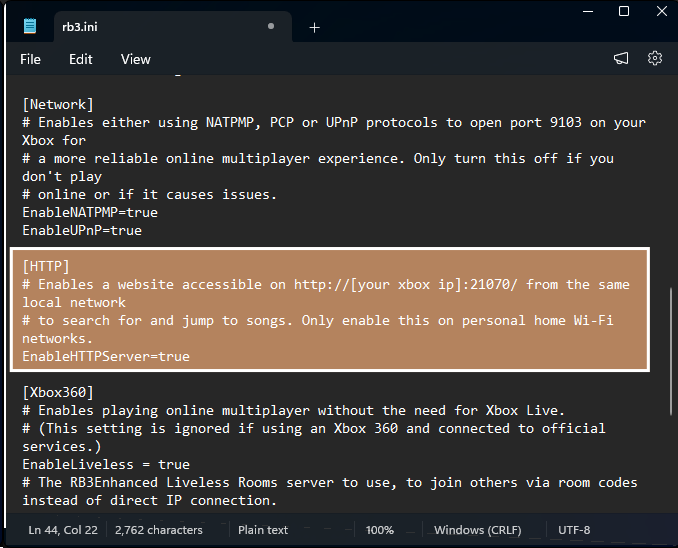 rb3.ini
File Edit View
[Network]
# Enables either using NATPMP, PCP or UPnP protocols to open port 9103 on your
Xbox for
# a more reliable online multiplayer experience. Only turn this off if you
don't play
# online or if it causes issues.
EnableNATPMP=true
EnableUPnP=true
[HTTP]
# Enables a website accessible on http://[your xbox ip]:21070/ from the same
local network
# to search for and jump to songs. Only enable this on personal home Wi-Fi
networks.
EnableHTTPServer=true
[Xbox360]
# Enables playing online multiplayer without the need for Xbox Live.
# (This setting is ignored if using an Xbox 360 and connected to official
services.)
EnableLiveless = true
# The RB3Enhanced Liveless Rooms server to use, to join others via room codes
instead of direct IP connection.
Ln 44, Col 22 2,762 characters Plain text 100% Windows (CRLF) UTF-8